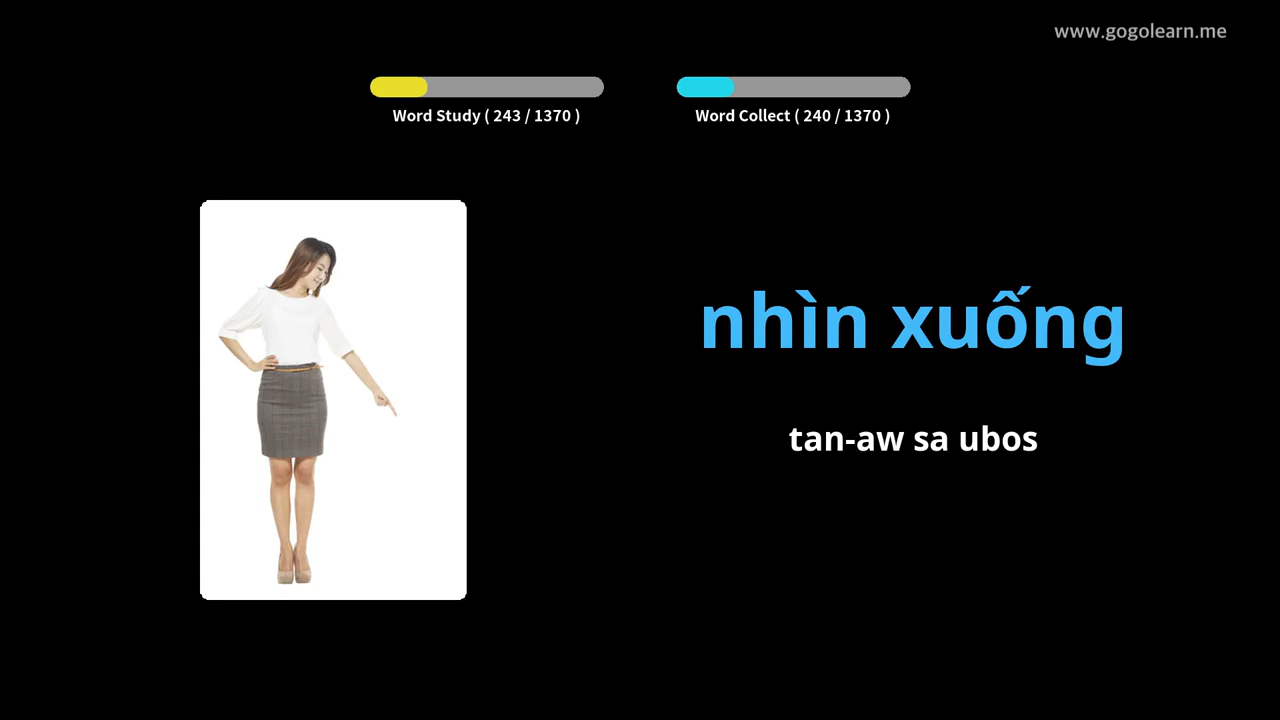 www.gogolearn.me
Word Study ( 243 / 1370 )
Word Collect ( 240 / 1370 )
nhìn xuống
tan-aw sa ubos